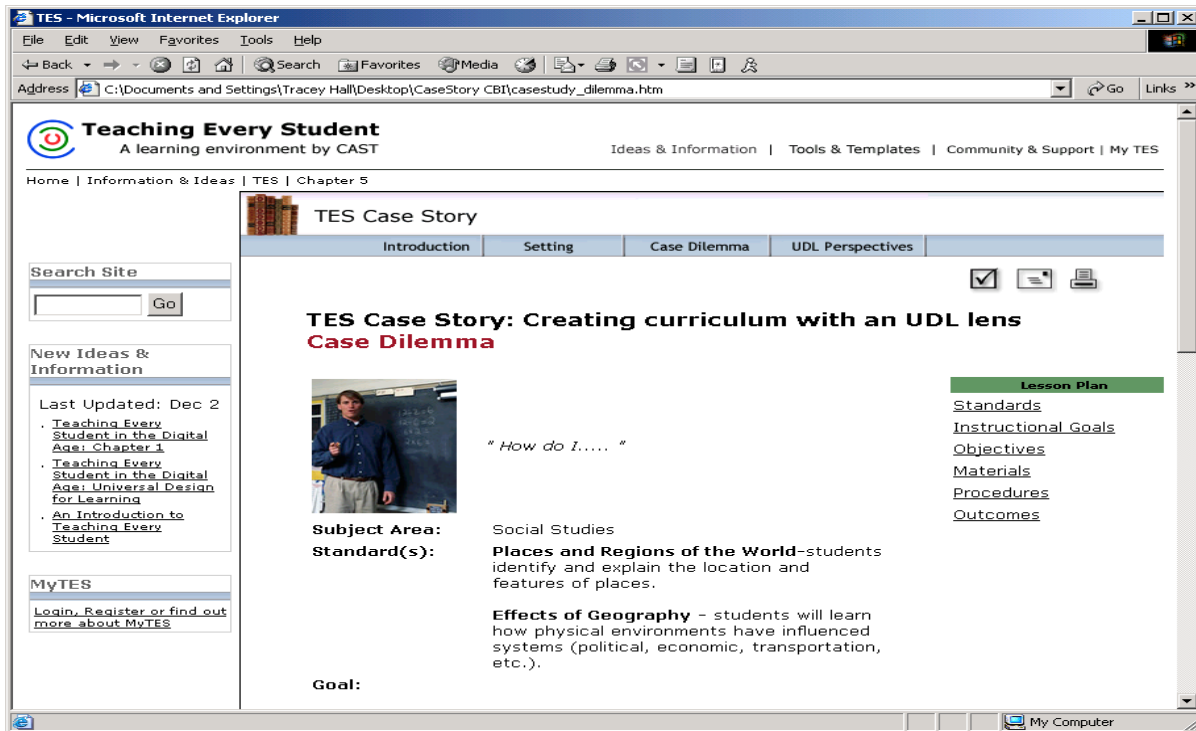 TES - Microsoft Internet Explorer
File Edit View Favorites Tools Help
Back Search Favorites Media
Address C:\Documents and Settings\Tracey Hall\Desktop\CaseStory CBI\casestudy_dilemma.htm Go Links »
Teaching Every Student
A learning environment by CAST
Ideas & Information | Tools & Templates | Community & Support | My TES
Home | Information & Ideas | TES | Chapter 5
TES Case Story
Introduction Setting Case Dilemma UDL Perspectives
Search Site
Go
New Ideas &
Information
Last Updated: Dec 2
. Teaching Every
Student in the Digital
Age: Chapter 1
. Teaching Every
Student in the Digital
Age: Universal Design
for Learning
. An Introduction to
Teaching Every
Student
MyTES
Login, Register or find out
more about MyTES
TES Case Story: Creating curriculum with an UDL lens
Case Dilemma
" How do I..... "
Subject Area: Social Studies
Standard(s): Places and Regions of the World-students
identify and explain the location and
features of places.
Effects of Geography - students will learn
how physical environments have influenced
systems (political, economic, transportation,
etc.).
Goal:
Lesson Plan
Standards
Instructional Goals
Objectives
Materials
Procedures
Outcomes
My Computer